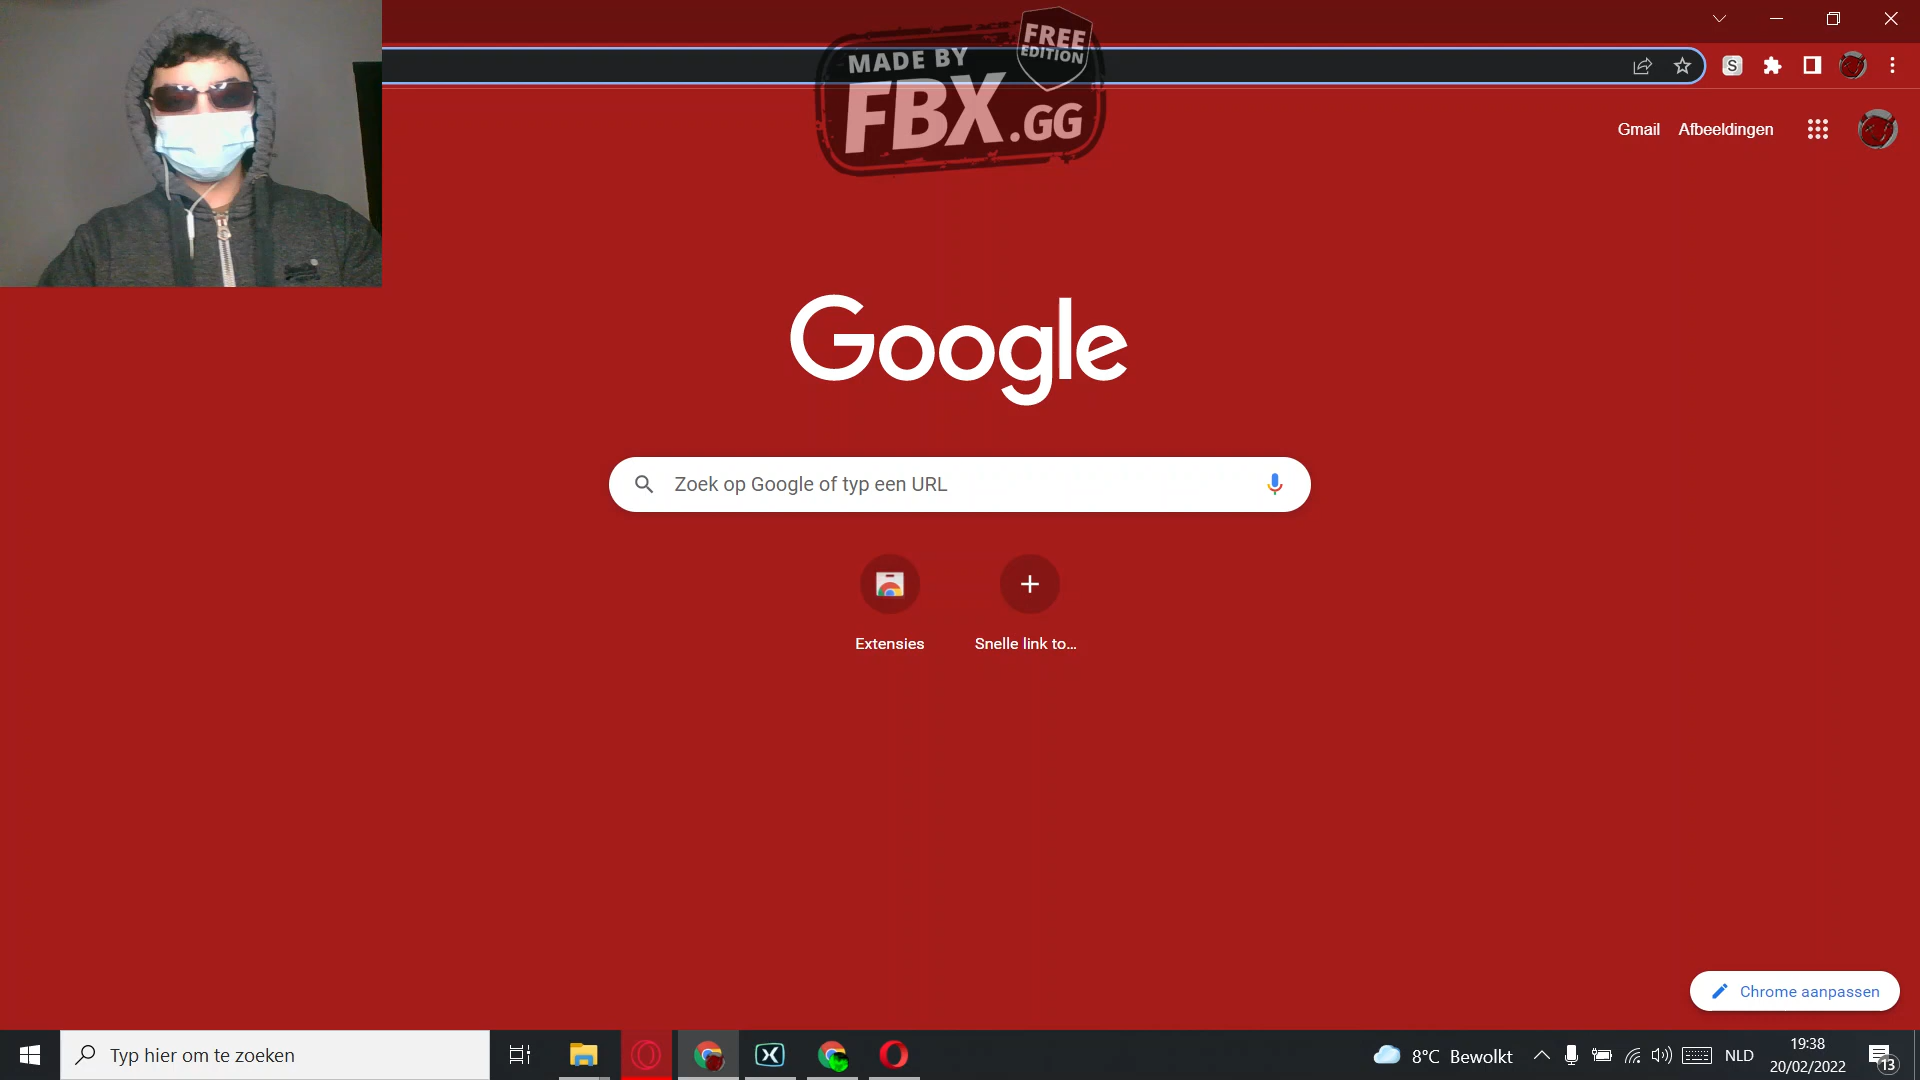 MADE BY
FREE
EDITION
FBX.GG
S
Gmail Afbeeldingen
Google
Zoek op Google of typ een URL
Extensies
Snelle link to...
Chrome aanpassen
Typ hier om te zoeken
8°C Bewolkt
NLD
19:38
20/02/2022
13